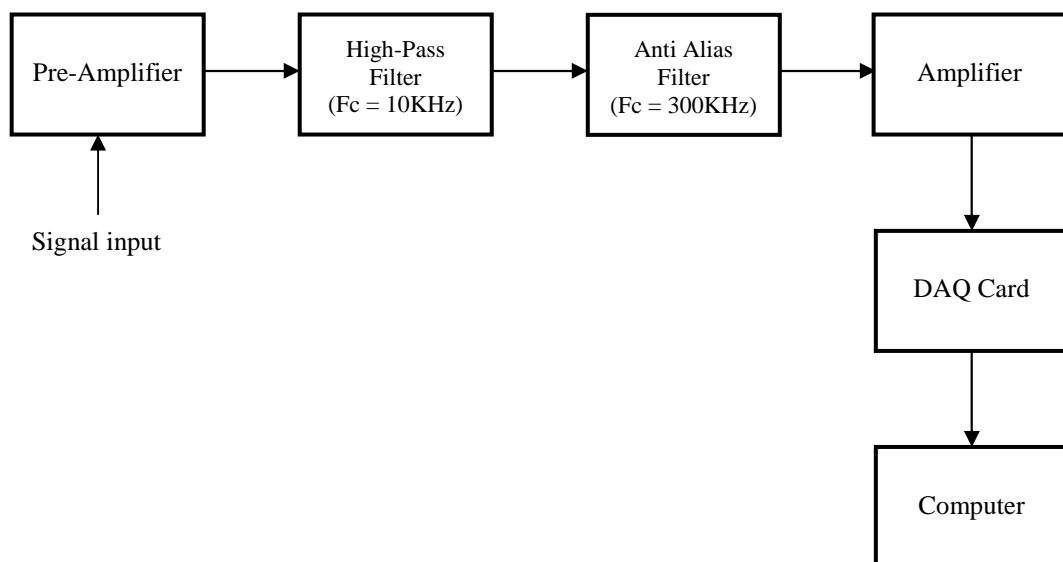 Pre-Amplifier
High-Pass
Filter
(Fc = 10KHz)
Anti Alias
Filter
(Fc = 300KHz)
Amplifier
Signal input
DAQ Card
Computer